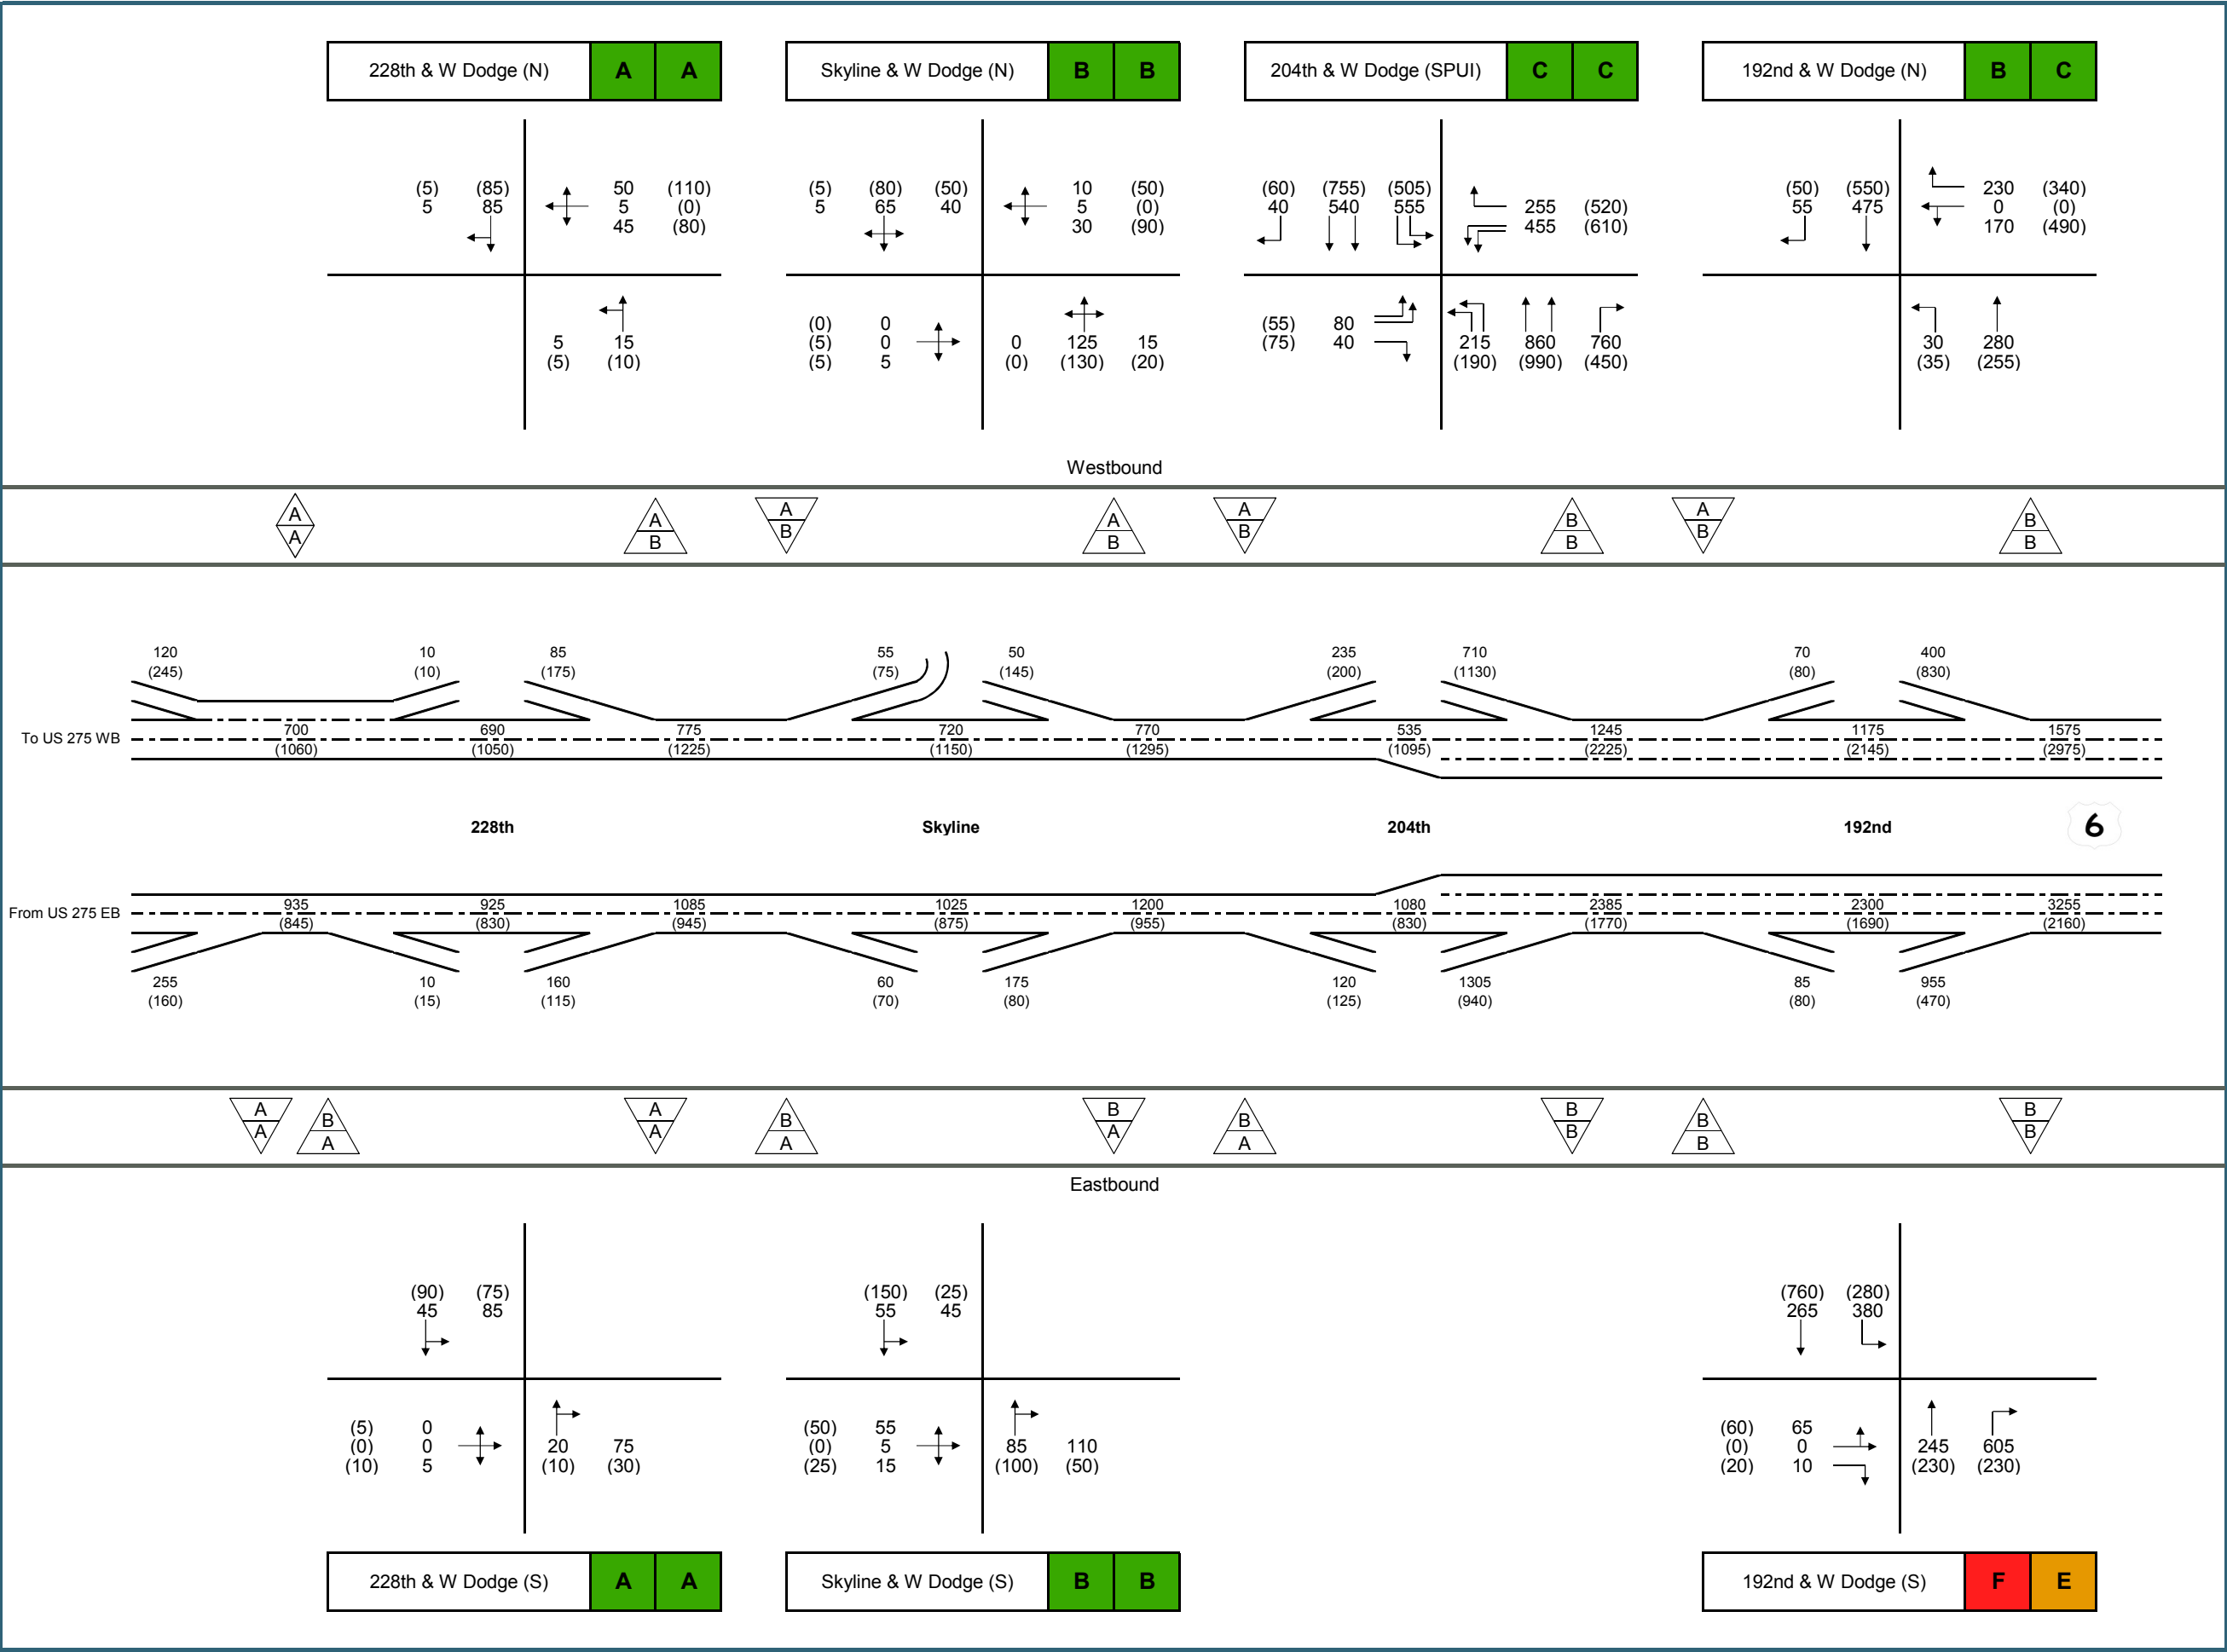 228th & W Dodge (N) A A
Skyline & W Dodge (N) B B
204th & W Dodge (SPUI) C C
192nd & W Dodge (N) B C
(5) (85) 50 (110)
5 85 5 (0)
45 (80)
5 15
(5) (10)
(5) (80) (50) 10 (50)
5 65 40 5 (0)
30 (90)
(0) 0
(5) 0 0 125 15
(5) 5 (0) (130) (20)
(60) (755) (505)
40 540 555 255 (520)
455 (610)
(55) 80
(75) 40 215 860 760
(190) (990) (450)
(50) (550) 230 (340)
55 475 0 (0)
170 (490)
30 280
(35) (255)
Westbound
A A A B A A B B A B
A B B B B B B B
120 10 85 55 50 235 710 70 400
(245) (10) (175) (75) (145) (200) (1130) (80) (830)
To US 275 WB
700 690 775 720 770 535 1245 1175 1575
(1060) (1050) (1225) (1150) (1295) (1095) (2225) (2145) (2975)
228th Skyline 204th 192nd 6
From US 275 EB
935 925 1085 1025 1200 1080 2385 2300 3255
(845) (830) (945) (875) (955) (830) (1770) (1690) (2160)
255 10 160 60 175 120 1305 85 955
(160) (15) (115) (70) (80) (125) (940) (80) (470)
A B A B B B B B B
A A A A A A B B B
Eastbound
(90) (75)
45 85
(5) 0
(0) 0 20 75
(10) 5 (10) (30)
(150) (25)
55 45
(50) 55
(0) 5 85 110
(25) 15 (100) (50)
(760) (280)
265 380
(60) 65
(0) 0 245 605
(20) 10 (230) (230)
228th & W Dodge (S) A A
Skyline & W Dodge (S) B B
192nd & W Dodge (S) F E